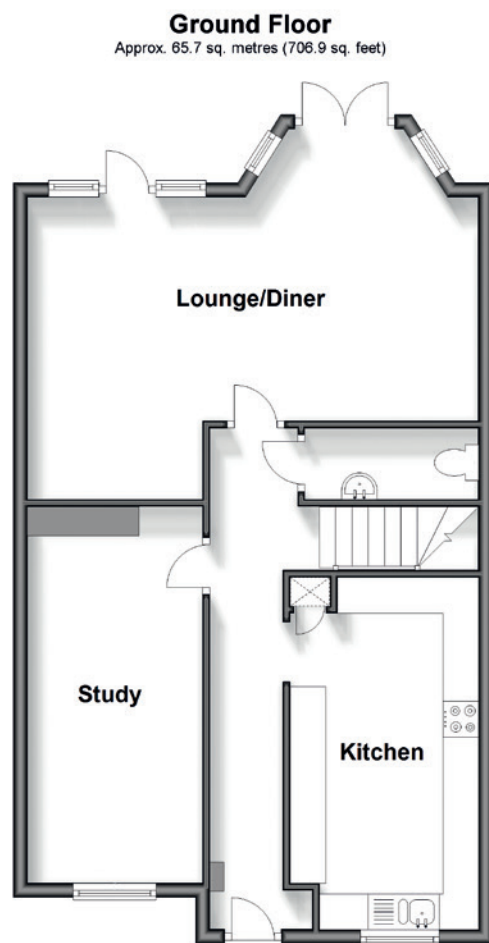 Ground Floor
Approx. 65.7 sq. metres (706.9 sq. feet)
Lounge/Diner
Study
Kitchen